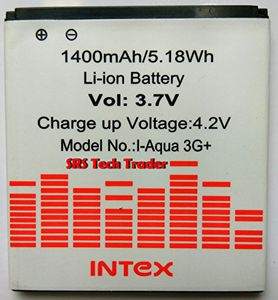 1400mAh/5.18Wh
Li-ion Battery
Vol: 3.7V
Charge up Voltage:4.2V
Model No.:I-Aqua 3G+
SRS Tech Trader
INTEX